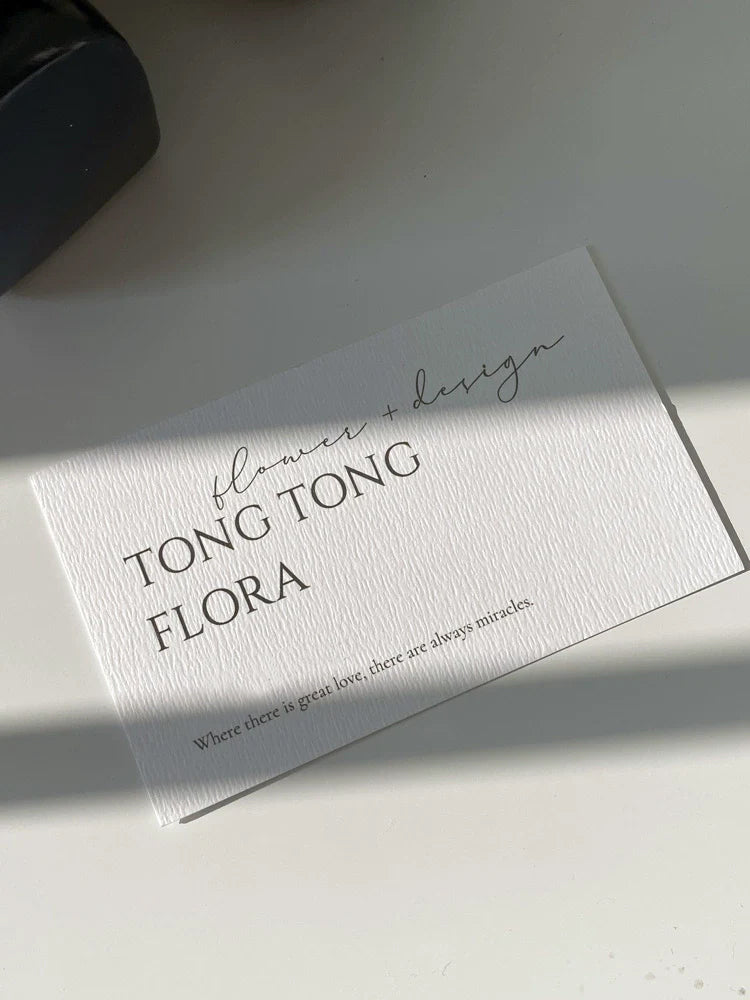 flower + design
TONG TONG
FLORA
Where there is great love, there are always miracles.